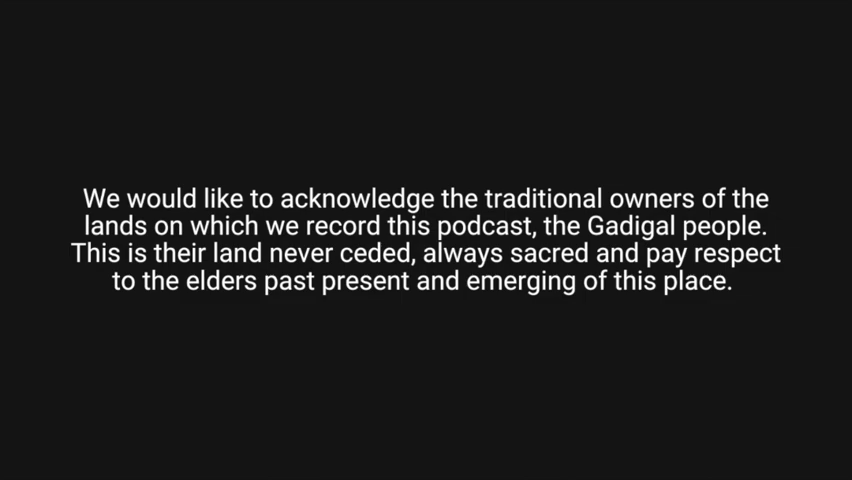 We would like to acknowledge the traditional owners of the
lands on which we record this podcast, the Gadigal people.
This is their land never ceded, always sacred and pay respect
to the elders past present and emerging of this place.